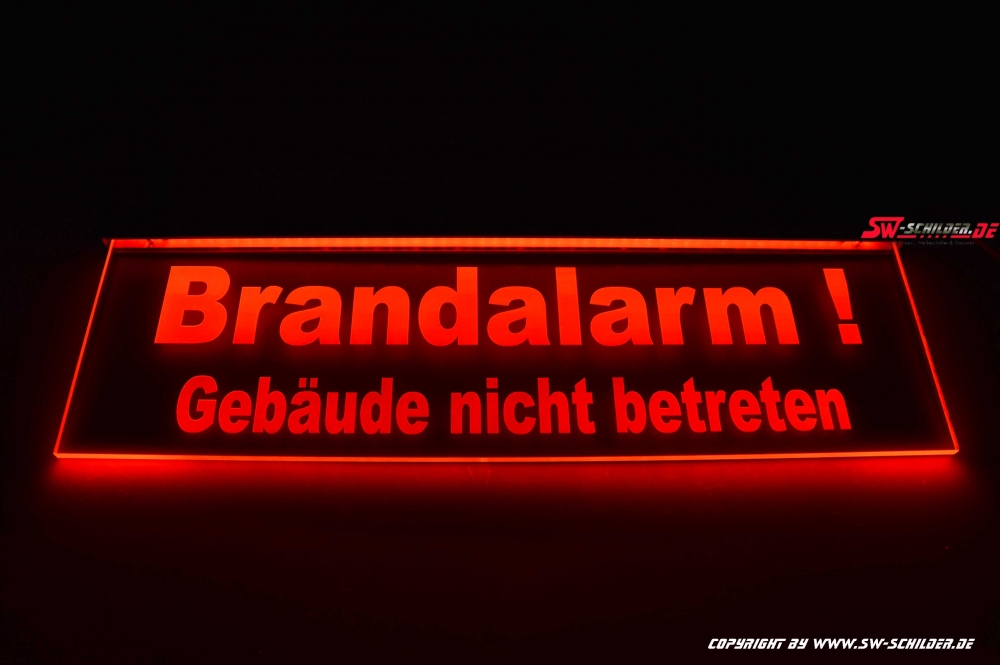 SW-SCHILDER.DE
Brandalarm !
Gebäude nicht betreten
COPYRIGHT BY WWW.SW-SCHILDER.DE